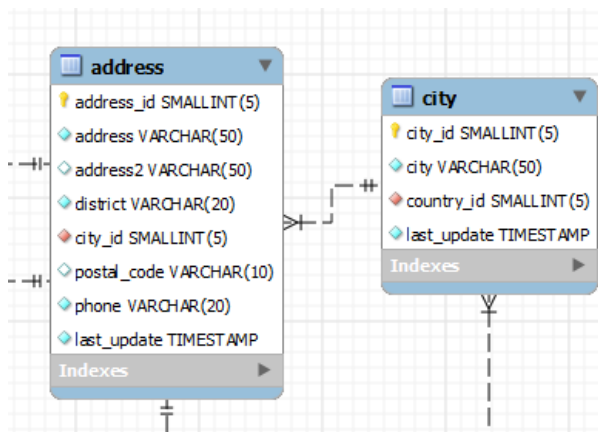 address
address_id SMALLINT(5)
address VARCHAR(50)
address2 VARCHAR(50)
district VARCHAR(20)
city_id SMALLINT(5)
postal_code VARCHAR(10)
phone VARCHAR(20)
last_update TIMESTAMP
Indexes
city
city_id SMALLINT(5)
city VARCHAR(50)
country_id SMALLINT(5)
last_update TIMESTAMP
Indexes